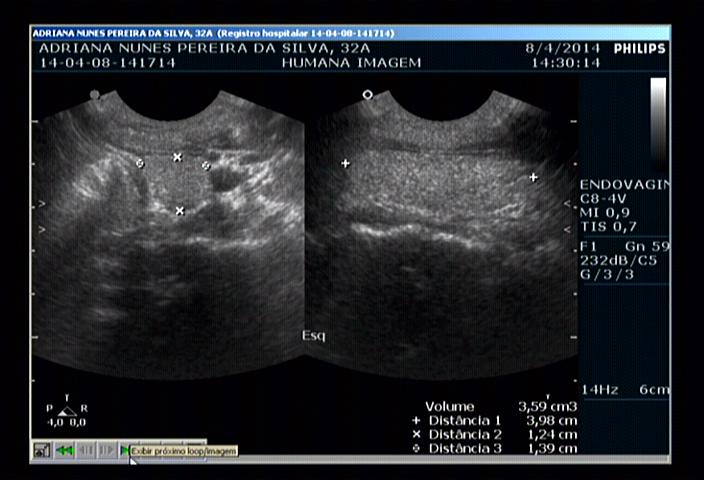 ADRIANA NUNES PEREIRA DA SILVA, 32A (Registro hospitalar 14-04-08-141714)
ADRIANA NUNES PEREIRA DA SILVA, 32A 8/4/2014 PHILIPS
14-04-08-141714 HUMANA IMAGEM 14:30:14
ENDOVAGIN
C8-4V
MI 0,9
TIS 0,7
F1 Gn 59
232dB/C5
G/3/3
Esq
14Hz 6cm
T
P R
4,0 8,0
Volume 3,59 cm3
+ Distância 1 3,98 cm
× Distância 2 1,24 cm
Distância 3 1,39 cm
Exibir próximo loop/imagem